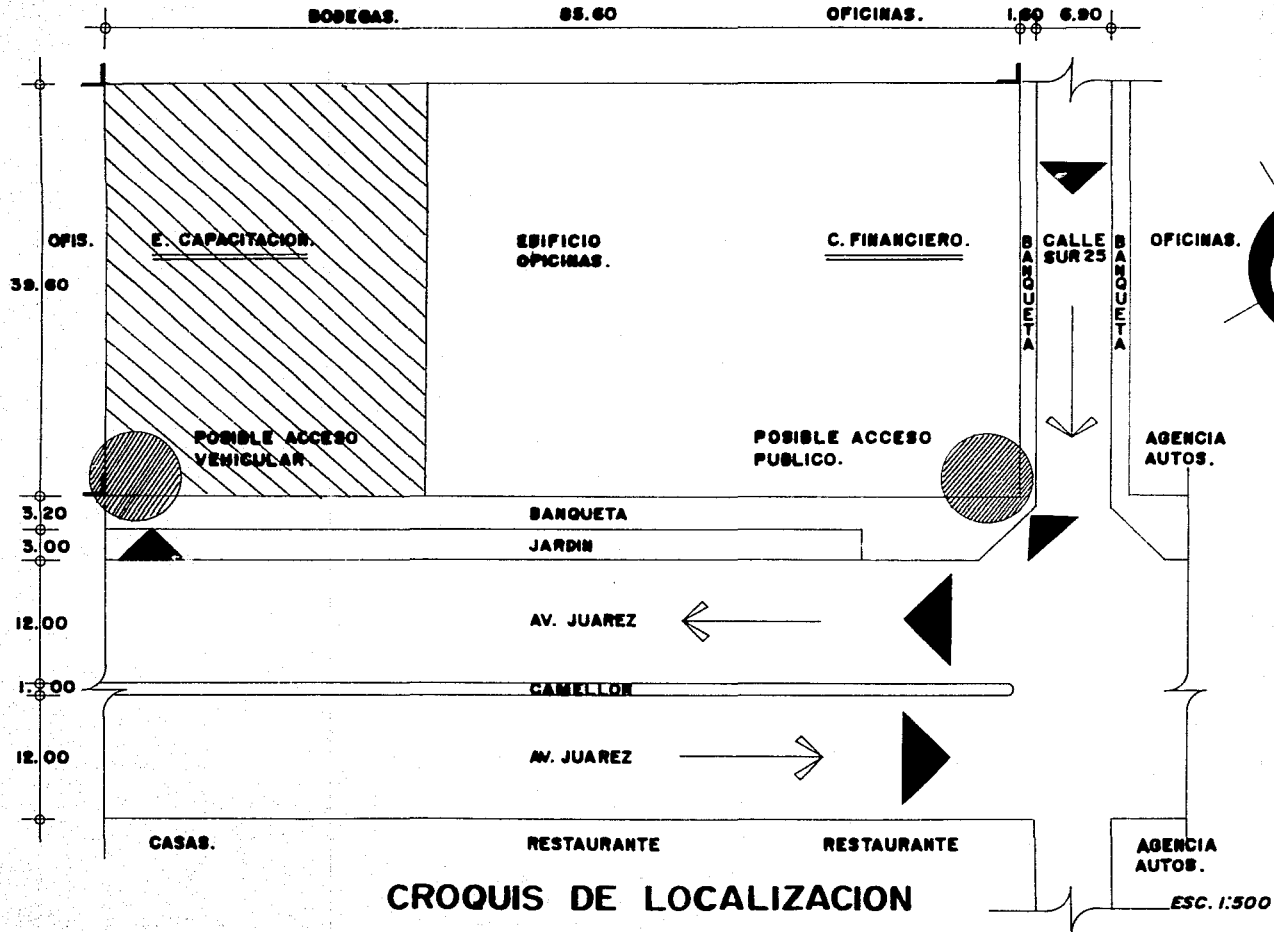 BODEGAS.
85.60
OFICINAS.
1.60
6.90
OFIS.
E. CAPACITACION.
EDIFICIO
OFICINAS.
C. FINANCIERO.
BANQUETA
CALLE
SUR 25
BANQUETA
OFICINAS.
39.60
POSIBLE ACCESO
VEHICULAR.
POSIBLE ACCESO
PUBLICO.
AGENCIA
AUTOS.
3.20
BANQUETA
3.00
JARDIN
12.00
AV. JUAREZ
CAMELLON
12.00
AV. JUAREZ
CASAS.
RESTAURANTE
RESTAURANTE
AGENCIA
AUTOS.
CROQUIS DE LOCALIZACION
ESC. 1:500